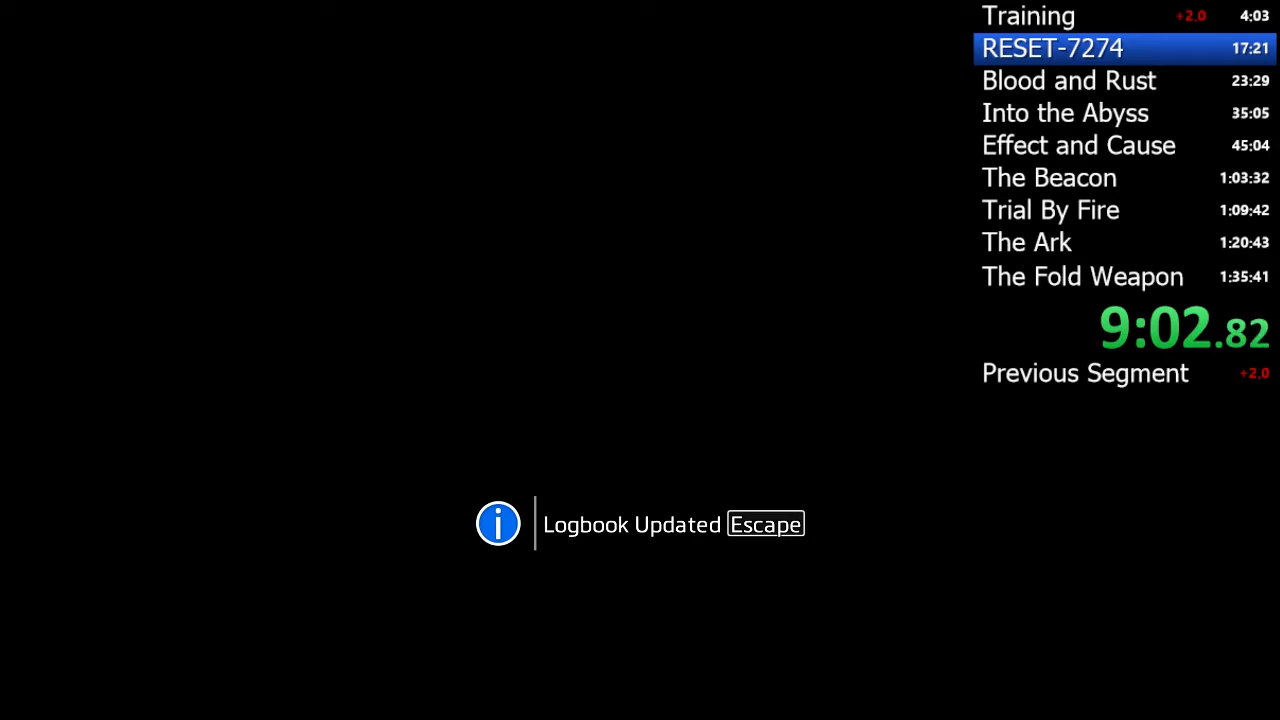 Training +2.0 4:03
RESET-7274 17:21
Blood and Rust 23:29
Into the Abyss 35:05
Effect and Cause 45:04
The Beacon 1:03:32
Trial By Fire 1:09:42
The Ark 1:20:43
The Fold Weapon 1:35:41
9:02.82
Previous Segment +2.0
i Logbook Updated Escape